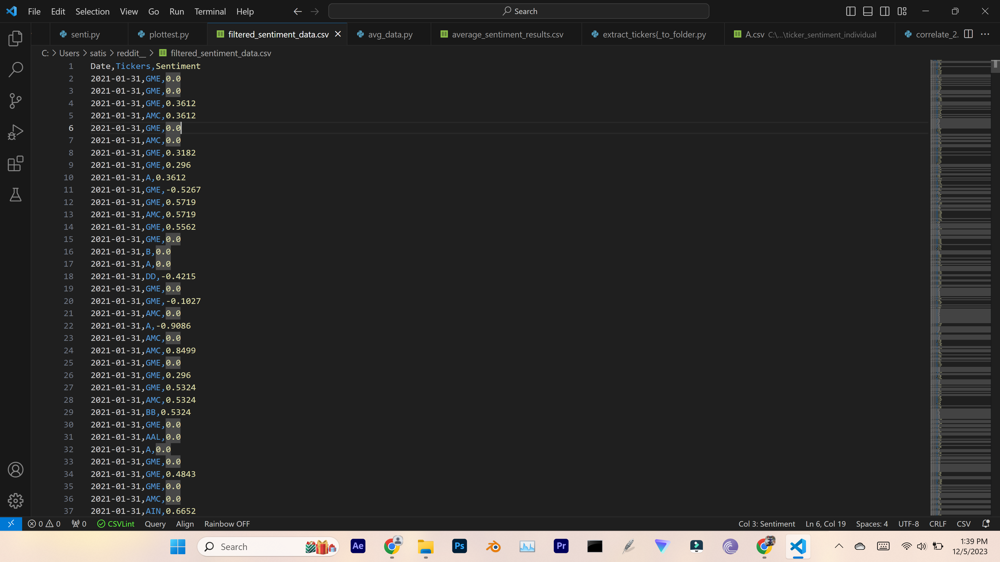 File Edit Selection View Go Run Terminal Help Search
senti.py plottest.py filtered_sentiment_data.csv avg_data.py average_sentiment_results.csv extract_tickers{_to_folder.py A.csv C:\...\ticker_sentiment_individual correlate_2.
C: > Users > satis > reddit__ > filtered_sentiment_data.csv
1 Date,Tickers,Sentiment
2 2021-01-31,GME,0.0
3 2021-01-31,GME,0.0
4 2021-01-31,GME,0.3612
5 2021-01-31,AMC,0.3612
6 2021-01-31,GME,0.0
7 2021-01-31,AMC,0.0
8 2021-01-31,GME,0.3182
9 2021-01-31,GME,0.296
10 2021-01-31,A,0.3612
11 2021-01-31,GME,-0.5267
12 2021-01-31,GME,0.5719
13 2021-01-31,AMC,0.5719
14 2021-01-31,GME,0.5562
15 2021-01-31,GME,0.0
16 2021-01-31,B,0.0
17 2021-01-31,A,0.0
18 2021-01-31,DD,-0.4215
19 2021-01-31,GME,0.0
20 2021-01-31,GME,-0.1027
21 2021-01-31,AMC,0.0
22 2021-01-31,A,-0.9086
23 2021-01-31,AMC,0.0
24 2021-01-31,AMC,0.8499
25 2021-01-31,GME,0.0
26 2021-01-31,GME,0.296
27 2021-01-31,GME,0.5324
28 2021-01-31,AMC,0.5324
29 2021-01-31,BB,0.5324
30 2021-01-31,GME,0.0
31 2021-01-31,AAL,0.0
32 2021-01-31,A,0.0
33 2021-01-31,GME,0.0
34 2021-01-31,GME,0.4843
35 2021-01-31,GME,0.0
36 2021-01-31,AMC,0.0
37 2021-01-31,AIN,0.6652
0 0 0 CSVLint Query Align Rainbow OFF Col 3: Sentiment Ln 6, Col 19 Spaces: 4 UTF-8 CRLF CSV
Search Ae Ps Pr 1:39 PM
12/5/2023